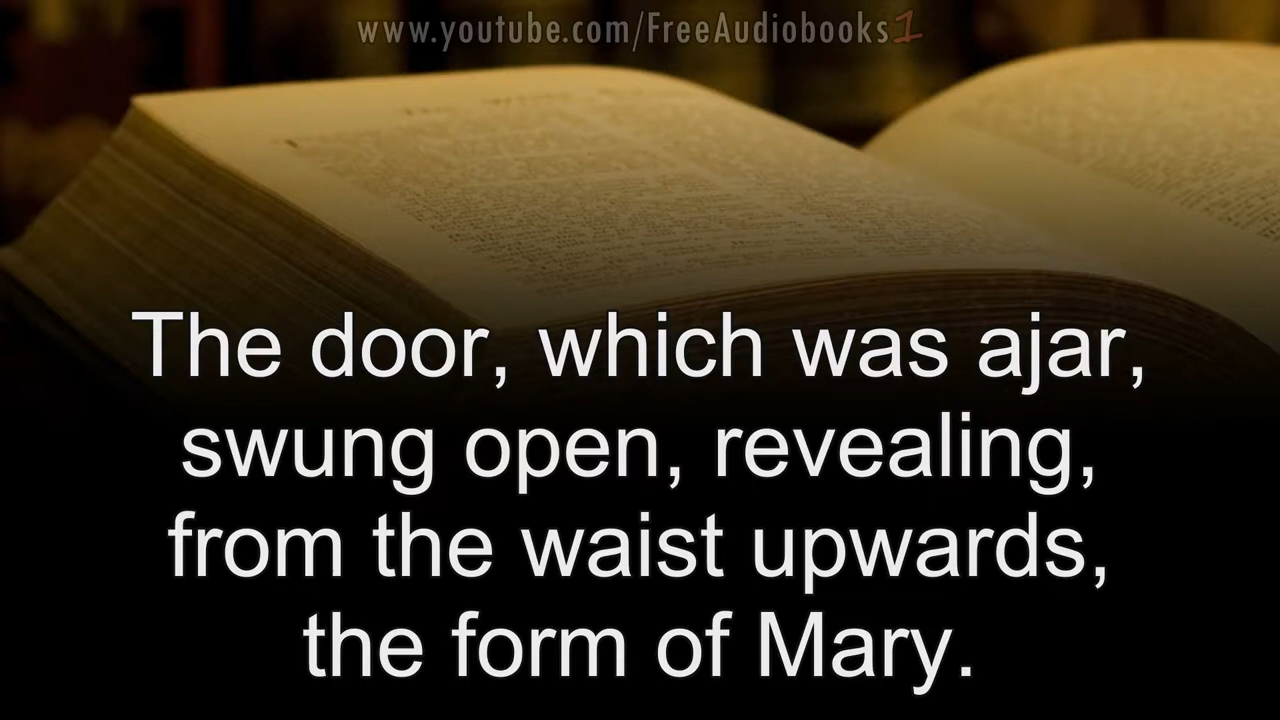 www.youtube.com/FreeAudiobooks1
The door, which was ajar,
swung open, revealing,
from the waist upwards,
the form of Mary.